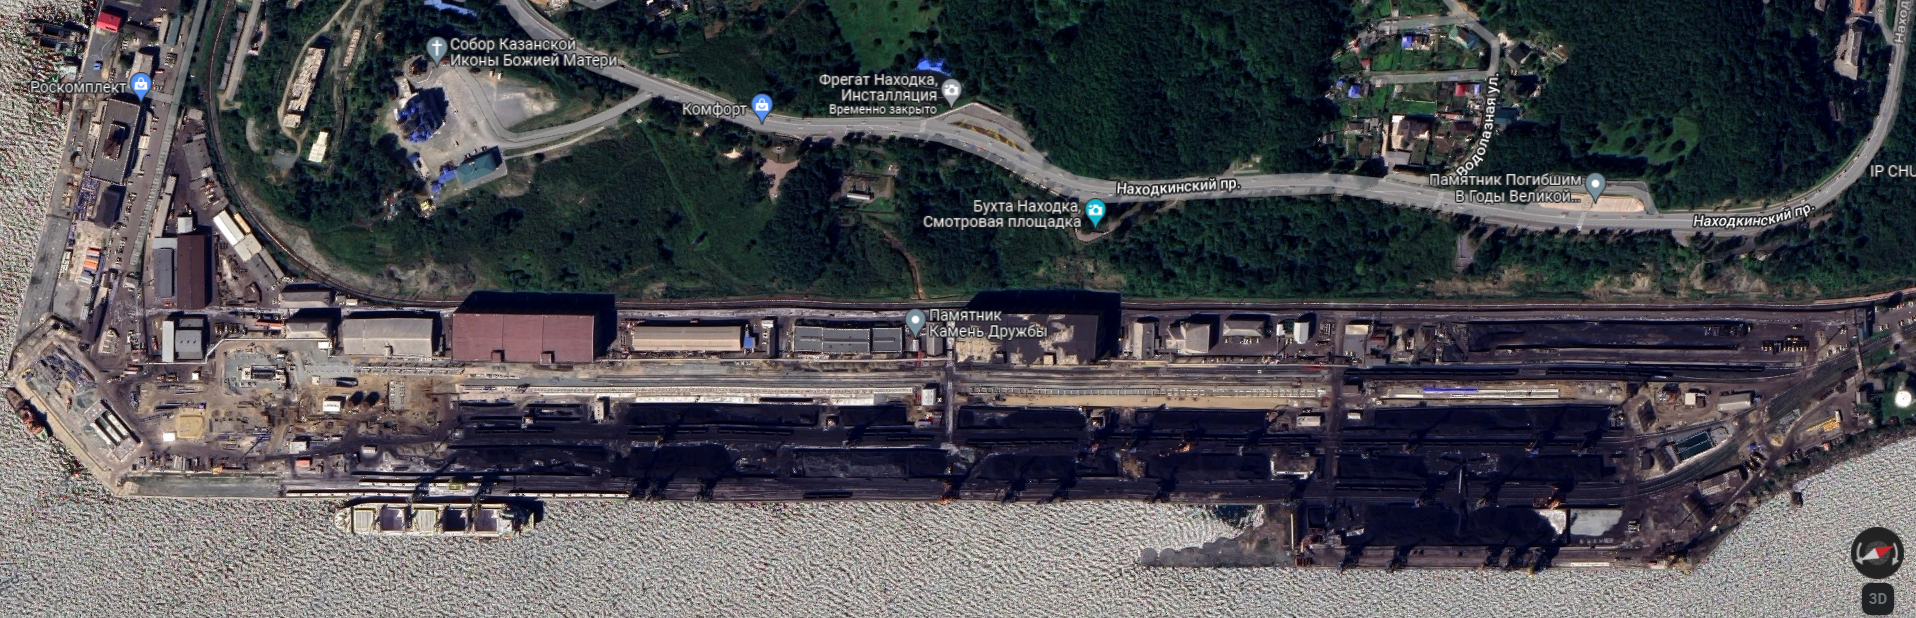 Собор Казанской
Иконы Божией Матери
Роскомплект
Комфорт
Фрегат Находка,
Инсталляция
Временно закрыто
Находкинский пр.
Водолазная ул.
Памятник Погибшим
В Годы Великой...
Находкинский пр.
Наход
IP CHU
Бухта Находка,
Смотровая площадка
Памятник
Камень Дружбы
3D